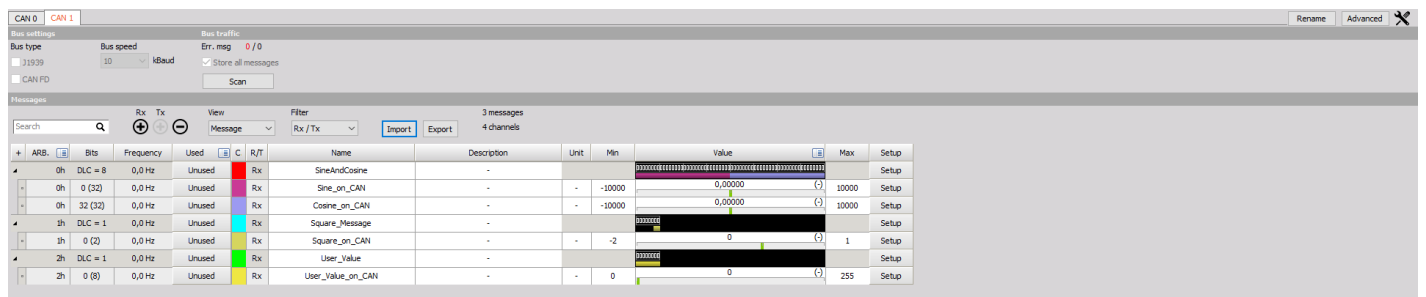 CAN 0 CAN 1 Rename Advanced
Bus settings Bus traffic
Bus type Bus speed Err. msg 0 / 0
J1939 10 kBaud Store all messages
CAN FD Scan
Messages
Rx Tx View Filter 3 messages
Search Message Rx / Tx Import Export 4 channels
+ ARB. Bits Frequency Used C R/T Name Description Unit Min Value Max Setup
0h DLC = 8 0,0 Hz Unused Rx SineAndCosine - Setup
0h 0 (32) 0,0 Hz Unused Rx Sine_on_CAN - - -10000 0,00000 (-) 10000 Setup
0h 32 (32) 0,0 Hz Unused Rx Cosine_on_CAN - - -10000 0,00000 (-) 10000 Setup
1h DLC = 1 0,0 Hz Unused Rx Square_Message - Setup
1h 0 (2) 0,0 Hz Unused Rx Square_on_CAN - - -2 0 (-) 1 Setup
2h DLC = 1 0,0 Hz Unused Rx User_Value - Setup
2h 0 (8) 0,0 Hz Unused Rx User_Value_on_CAN - - 0 0 (-) 255 Setup